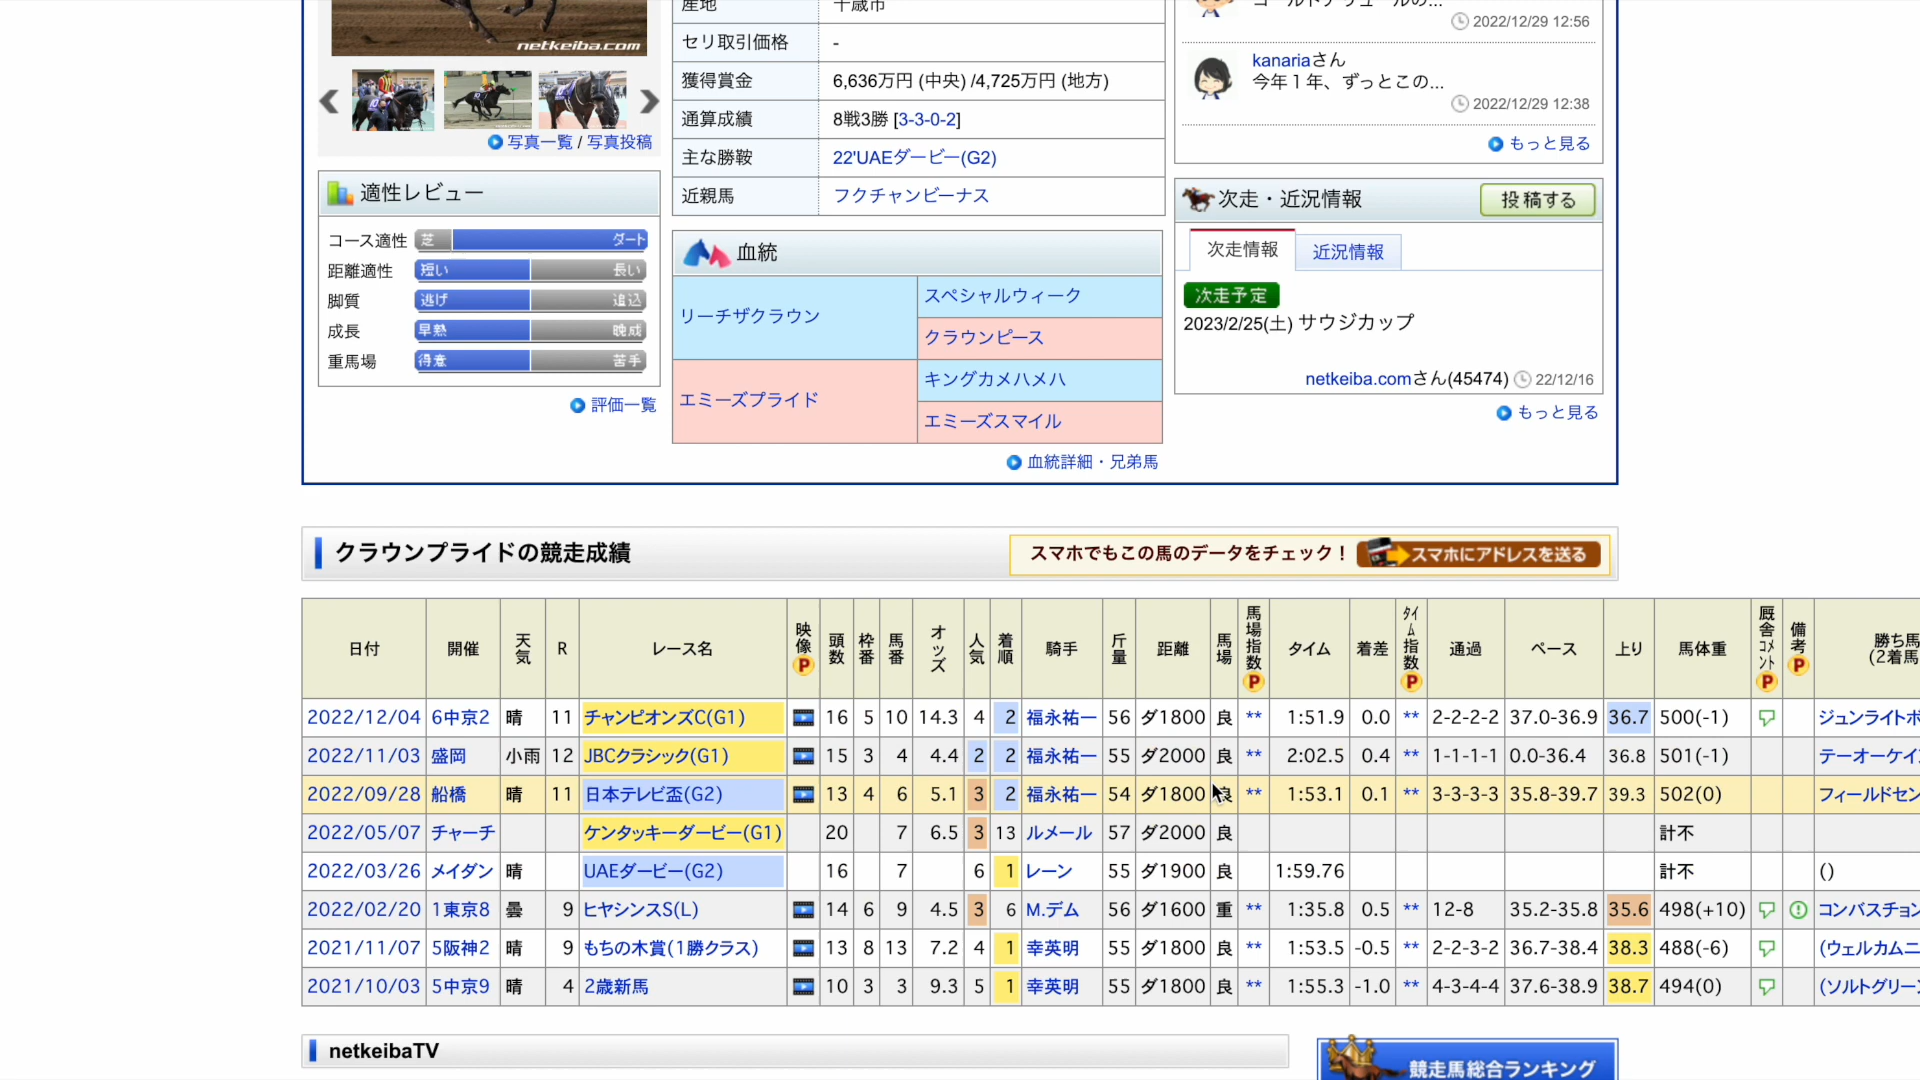 産地 千歳市
netkeiba.com
セリ取引価格 -
獲得賞金 6,636万円 (中央) /4,725万円 (地方)
通算成績 8戦3勝 [3-3-0-2]
主な勝鞍 22'UAEダービー(G2)
近親馬 フクチャンビーナス
写真一覧 / 写真投稿
適性レビュー
コース適性 芝 ダート
距離適性 短い 長い
脚質 逃げ 追込
成長 早熟 晩成
重馬場 得意 苦手
評価一覧
血統
リーチザクラウン
スペシャルウィーク
クラウンピース
エミーズプライド
キングカメハメハ
エミーズスマイル
血統詳細・兄弟馬
2022/12/29 12:56
kanariaさん
今年１年、ずっとこの...
2022/12/29 12:38
もっと見る
次走・近況情報 投稿する
次走情報 近況情報
次走予定
2023/2/25(土) サウジカップ
netkeiba.comさん(45474) 22/12/16
もっと見る
クラウンプライドの競走成績
スマホでもこの馬のデータをチェック！ スマホにアドレスを送る
日付 開催 天気 R レース名 映像 P 頭数 枠番 馬番 オッズ 人気 着順 騎手 斤量 距離 馬場 馬場指数 P タイム 着差 タイム指数 P 通過 ペース 上り 馬体重 厩舎コメント P 備考 P 勝ち馬 (2着馬
2022/12/04 6中京2 晴 11 チャンピオンズC(G1) 16 5 10 14.3 4 2 福永祐一 56 ダ1800 良 ** 1:51.9 0.0 ** 2-2-2-2 37.0-36.9 36.7 500(-1) ジュンライトボ
2022/11/03 盛岡 小雨 12 JBCクラシック(G1) 15 3 4 4.4 2 2 福永祐一 55 ダ2000 良 ** 2:02.5 0.4 ** 1-1-1-1 0.0-36.4 36.8 501(-1) テーオーケイン
2022/09/28 船橋 晴 11 日本テレビ盃(G2) 13 4 6 5.1 3 2 福永祐一 54 ダ1800 良 ** 1:53.1 0.1 ** 3-3-3-3 35.8-39.7 39.3 502(0) フィールドセン
2022/05/07 チャーチ ケンタッキーダービー(G1) 20 7 6.5 3 13 ルメール 57 ダ2000 良 計不
2022/03/26 メイダン 晴 UAEダービー(G2) 16 7 6 1 レーン 55 ダ1900 良 1:59.76 計不 ()
2022/02/20 1東京8 曇 9 ヒヤシンスS(L) 14 6 9 4.5 3 6 M.デム 56 ダ1600 重 ** 1:35.8 0.5 ** 12-8 35.2-35.8 35.6 498(+10) コンバスチョン
2021/11/07 5阪神2 晴 9 もちの木賞(1勝クラス) 13 8 13 7.2 4 1 幸英明 55 ダ1800 良 ** 1:53.5 -0.5 ** 2-2-3-2 36.7-38.4 38.3 488(-6) (ウェルカムニ
2021/10/03 5中京9 晴 4 2歳新馬 10 3 3 9.3 5 1 幸英明 55 ダ1800 良 ** 1:55.3 -1.0 ** 4-3-4-4 37.6-38.9 38.7 494(0) (ソルトグリー
netkeibaTV
競走馬総合ランキング